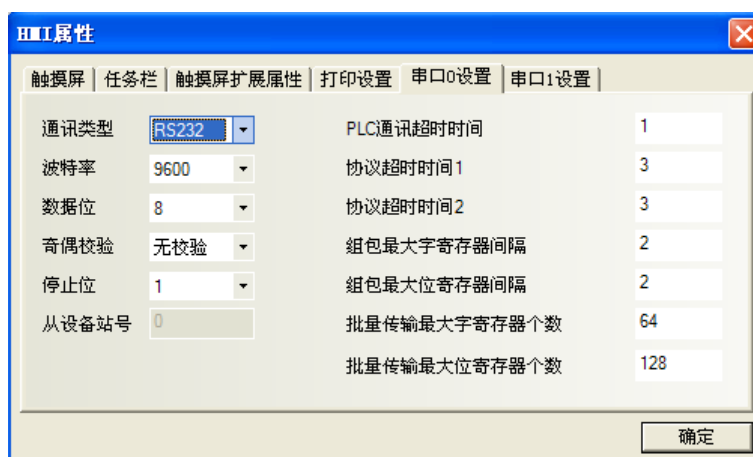 HMI属性
触摸屏 任务栏 触摸屏扩展属性 打印设置 串口0设置 串口1设置
通讯类型 RS232 PLC通讯超时时间 1
波特率 9600 协议超时时间1 3
数据位 8 协议超时时间2 3
奇偶校验 无校验 组包最大字寄存器间隔 2
停止位 1 组包最大位寄存器间隔 2
从设备站号 0 批量传输最大字寄存器个数 64
批量传输最大位寄存器个数 128
确定